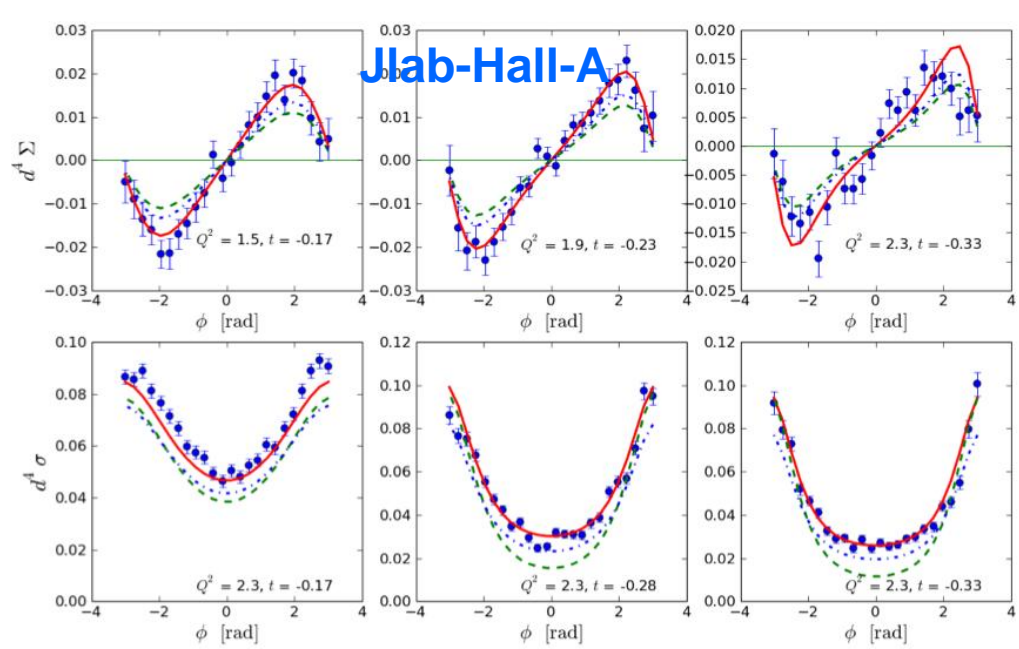 Jlab-Hall-A
0.03
0.02
0.01
0.00
−0.01
−0.02
−0.03
d⁴ Σ
Q² = 1.5, t = -0.17
−4 −2 0 2 4
ϕ [rad]
0.03
0.02
0.01
0.00
−0.01
−0.02
−0.03
Q² = 1.9, t = -0.23
−4 −2 0 2 4
ϕ [rad]
0.020
0.015
0.010
0.005
0.000
−0.005
−0.010
−0.015
−0.020
−0.025
Q² = 2.3, t = -0.33
−4 −2 0 2 4
ϕ [rad]
0.10
0.08
0.06
0.04
0.02
0.00
d⁴ σ
Q² = 2.3, t = -0.17
−4 −2 0 2 4
ϕ [rad]
0.12
0.10
0.08
0.06
0.04
0.02
0.00
Q² = 2.3, t = -0.28
−4 −2 0 2 4
ϕ [rad]
0.12
0.10
0.08
0.06
0.04
0.02
0.00
Q² = 2.3, t = -0.33
−4 −2 0 2 4
ϕ [rad]